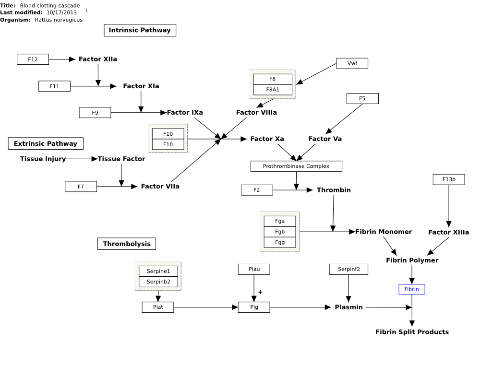 Title: Blood clotting cascade
Last modified: 10/17/2013
Organism: Rattus norvegicus
Intrinsic Pathway
F12
Factor XIIa
Vwf
F8
F8A1
F11
Factor XIa
F5
F9
Factor IXa
Factor VIIIa
F10
F10
Factor Xa
Factor Va
Extrinsic Pathway
Tissue Injury
Tissue Factor
Prothrombinase Complex
F7
Factor VIIa
F2
Thrombin
F13b
Fga
Fgb
Fgg
Fibrin Monomer
Factor XIIIa
Thrombolysis
Fibrin Polymer
Serpine1
Serpinb2
Plau
Serpinf2
+
Fibrin
Plat
Plg
Plasmin
Fibrin Split Products